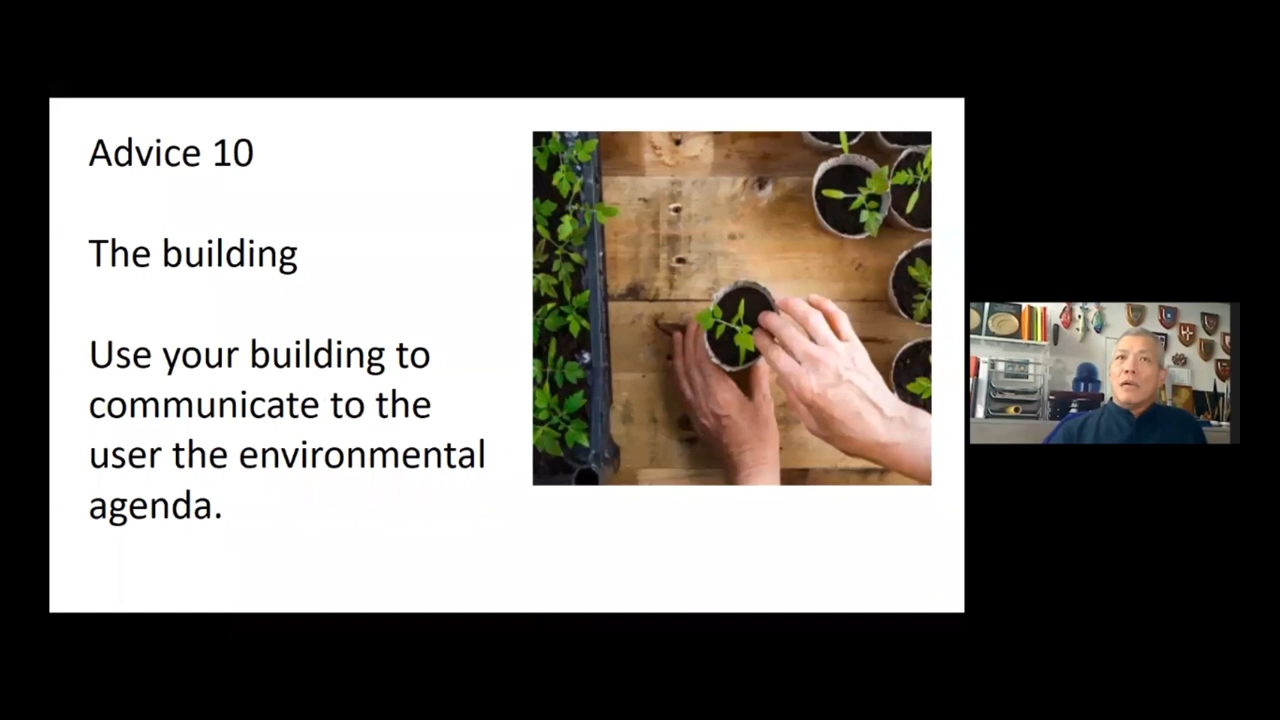 Advice 10
The building
Use your building to
communicate to the
user the environmental
agenda.